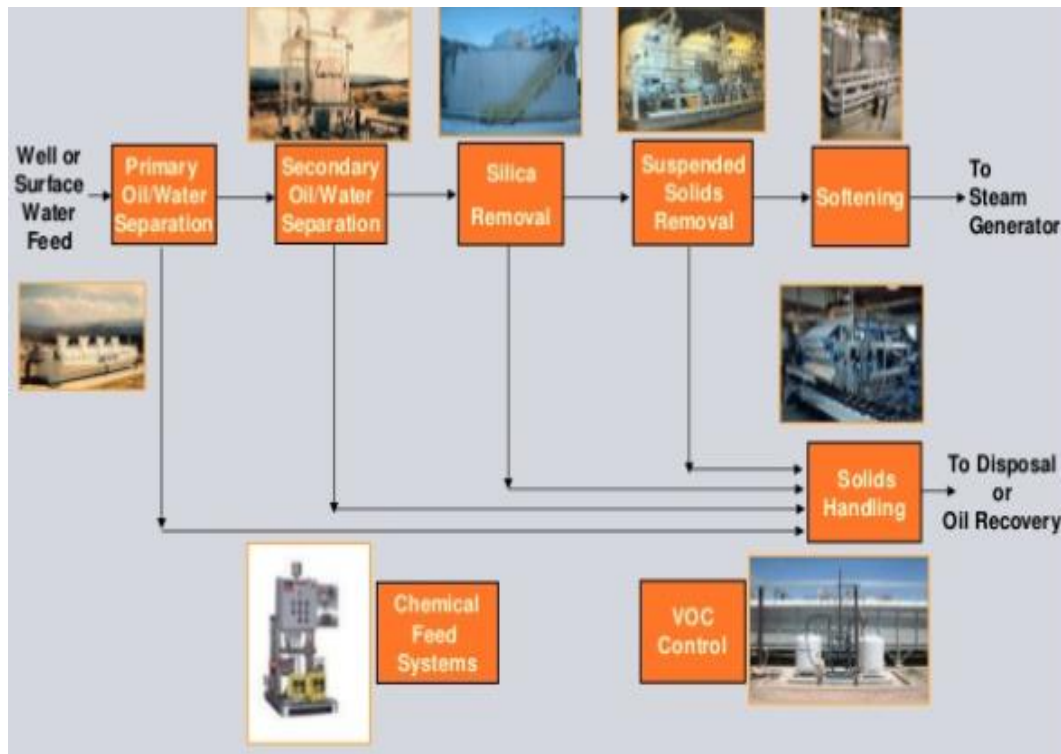 Well or
Surface
Water
Feed
Primary
Oil/Water
Separation
Secondary
Oil/Water
Separation
Silica
Removal
Suspended
Solids
Removal
Softening
To
Steam
Generator
Solids
Handling
To Disposal
or
Oil Recovery
Chemical
Feed
Systems
VOC
Control